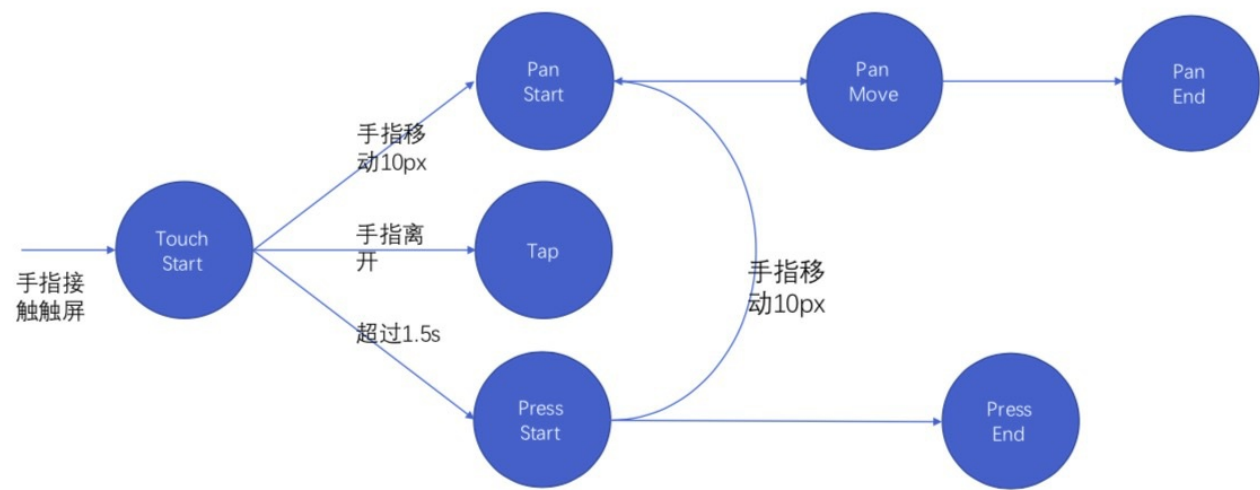 Pan
Start
Pan
Move
Pan
End
手指移
动10px
Touch
Start
手指离
开
Tap
手指接
触触屏
手指移
动10px
超过1.5s
Press
Start
Press
End